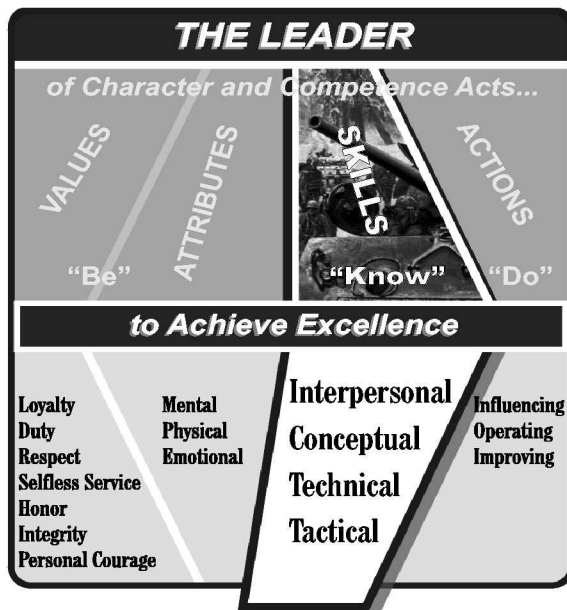 THE LEADER
of Character and Competence Acts...
VALUES
ATTRIBUTES
SKILLS
ACTIONS
“Be”
“Know”
“Do”
to Achieve Excellence
Loyalty
Duty
Respect
Selfless Service
Honor
Integrity
Personal Courage
Mental
Physical
Emotional
Interpersonal
Conceptual
Technical
Tactical
Influencing
Operating
Improving